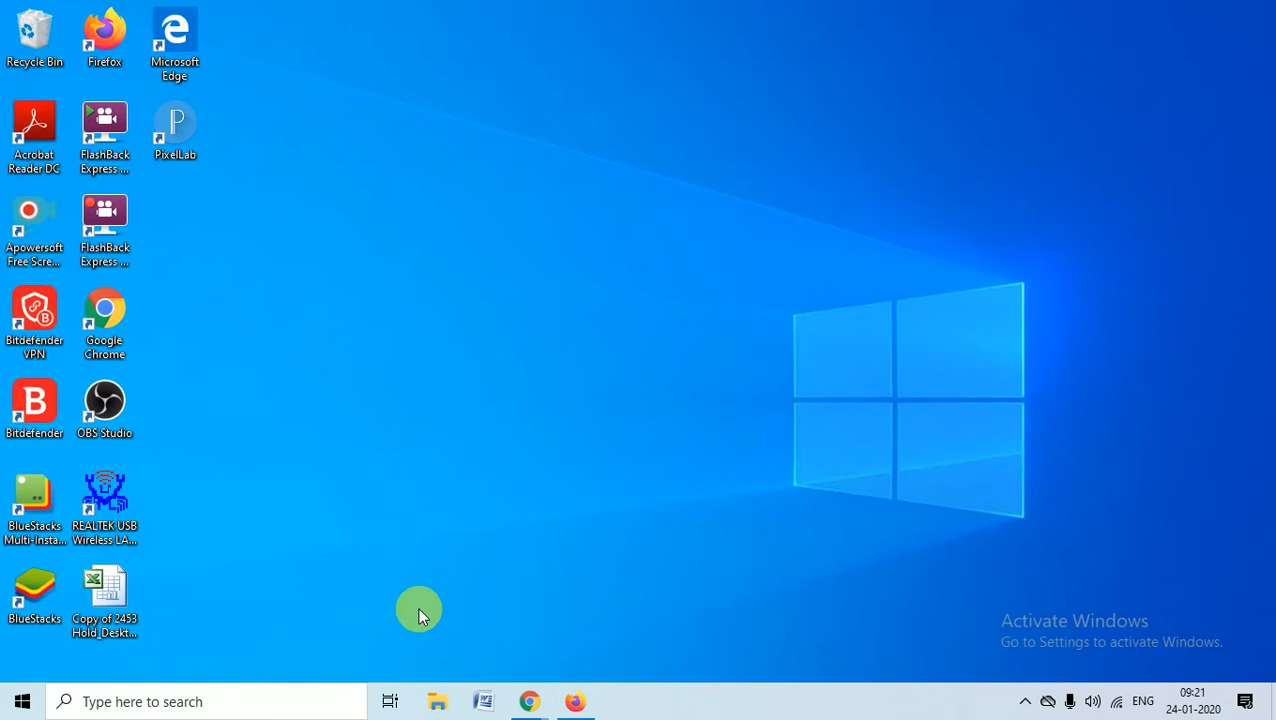 Recycle Bin
Firefox
Microsoft
Edge
Acrobat
Reader DC
FlashBack
Express ...
PixelLab
Apowersoft
Free Scre...
FlashBack
Express ...
Bitdefender
VPN
Google
Chrome
Bitdefender
OBS Studio
BlueStacks
Multi-Insta...
REALTEK USB
Wireless LA...
BlueStacks
Copy of 2453
Hold_Deskt...
Activate Windows
Go to Settings to activate Windows.
Type here to search
ENG
09:21
24-01-2020